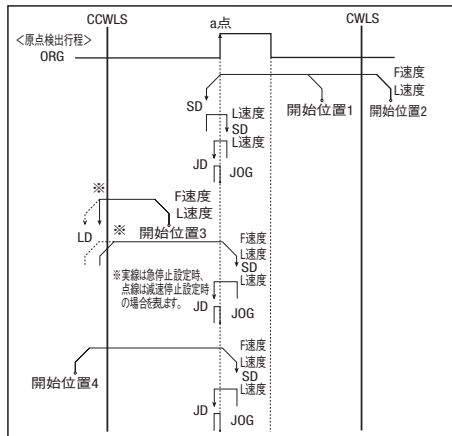 CCWLS
a点
CWLS
<原点検出行程>
ORG
F速度
L速度
SD
開始位置1
開始位置2
L速度
SD
L速度
JD
JOG
※
F速度
L速度
LD
※
開始位置3
F速度
L速度
SD
※実線は急停止設定時、
点線は減速停止設定時
の場合を表します。
L速度
JD
JOG
F速度
L速度
SD
開始位置4
L速度
JD
JOG